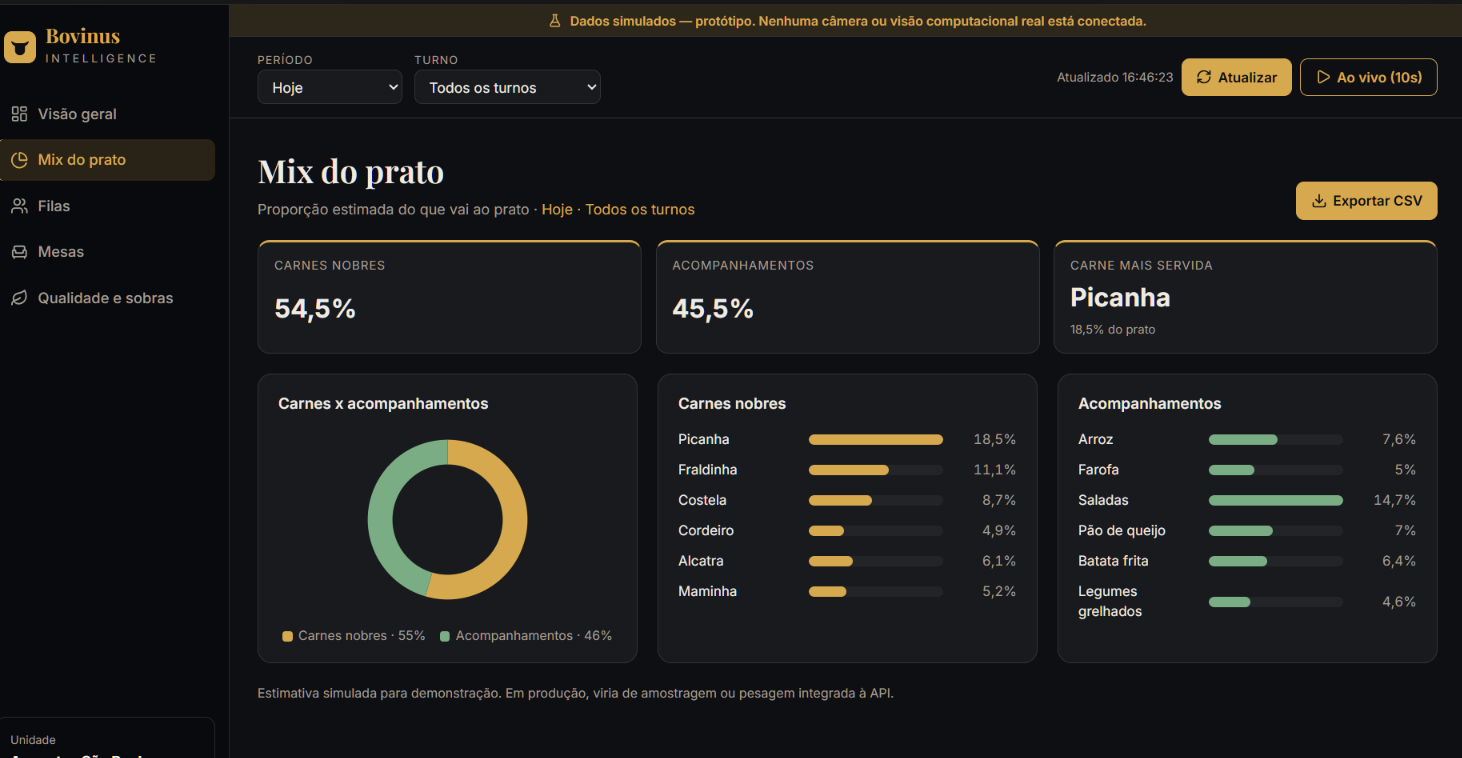 Dados simulados — protótipo. Nenhuma câmera ou visão computacional real está conectada.
Bovinus
INTELLIGENCE
Visão geral
Mix do prato
Filas
Mesas
Qualidade e sobras
Unidade
PERÍODO
Hoje
TURNO
Todos os turnos
Atualizado 16:46:23
Atualizar
Ao vivo (10s)
Mix do prato
Proporção estimada do que vai ao prato · Hoje · Todos os turnos
Exportar CSV
CARNES NOBRES
54,5%
ACOMPANHAMENTOS
45,5%
CARNE MAIS SERVIDA
Picanha
18,5% do prato
Carnes x acompanhamentos
Carnes nobres · 55%
Acompanhamentos · 46%
Carnes nobres
Picanha 18,5%
Fraldinha 11,1%
Costela 8,7%
Cordeiro 4,9%
Alcatra 6,1%
Maminha 5,2%
Acompanhamentos
Arroz 7,6%
Farofa 5%
Saladas 14,7%
Pão de queijo 7%
Batata frita 6,4%
Legumes
grelhados 4,6%
Estimativa simulada para demonstração. Em produção, viria de amostragem ou pesagem integrada à API.